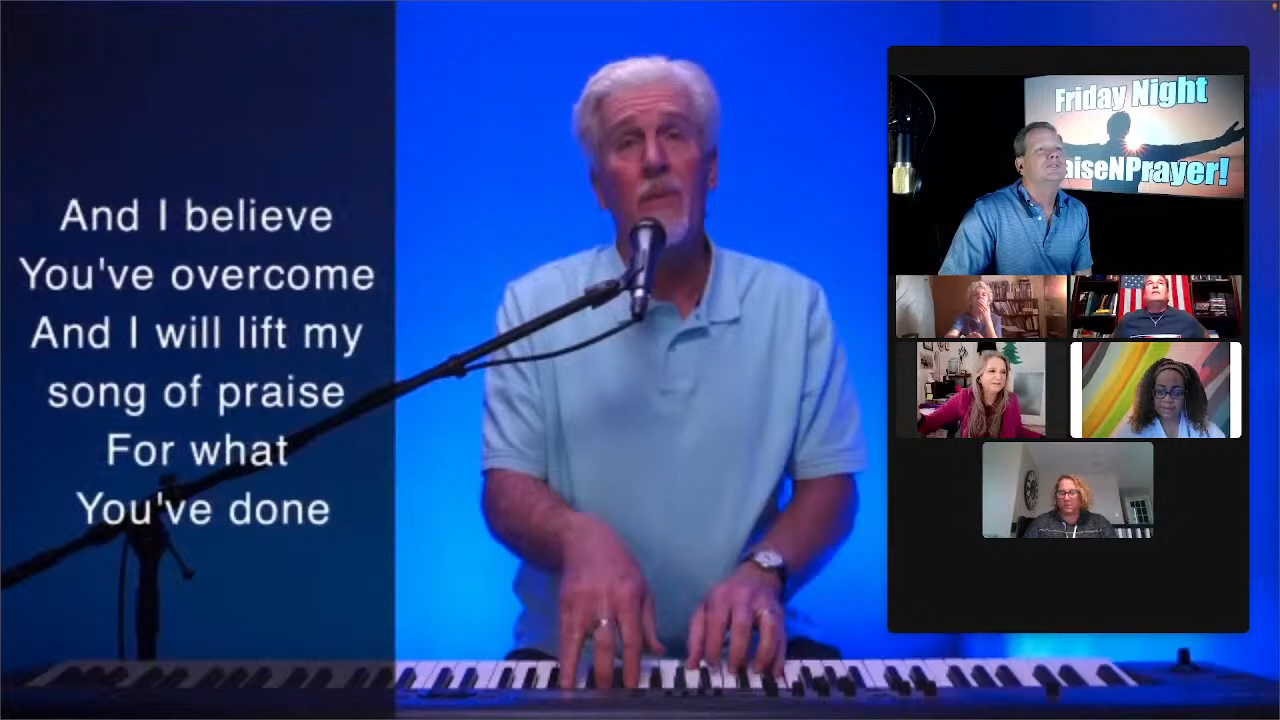 And I believe
You've overcome
And I will lift my
song of praise
For what
You've done
Friday Night
aiseNPrayer!